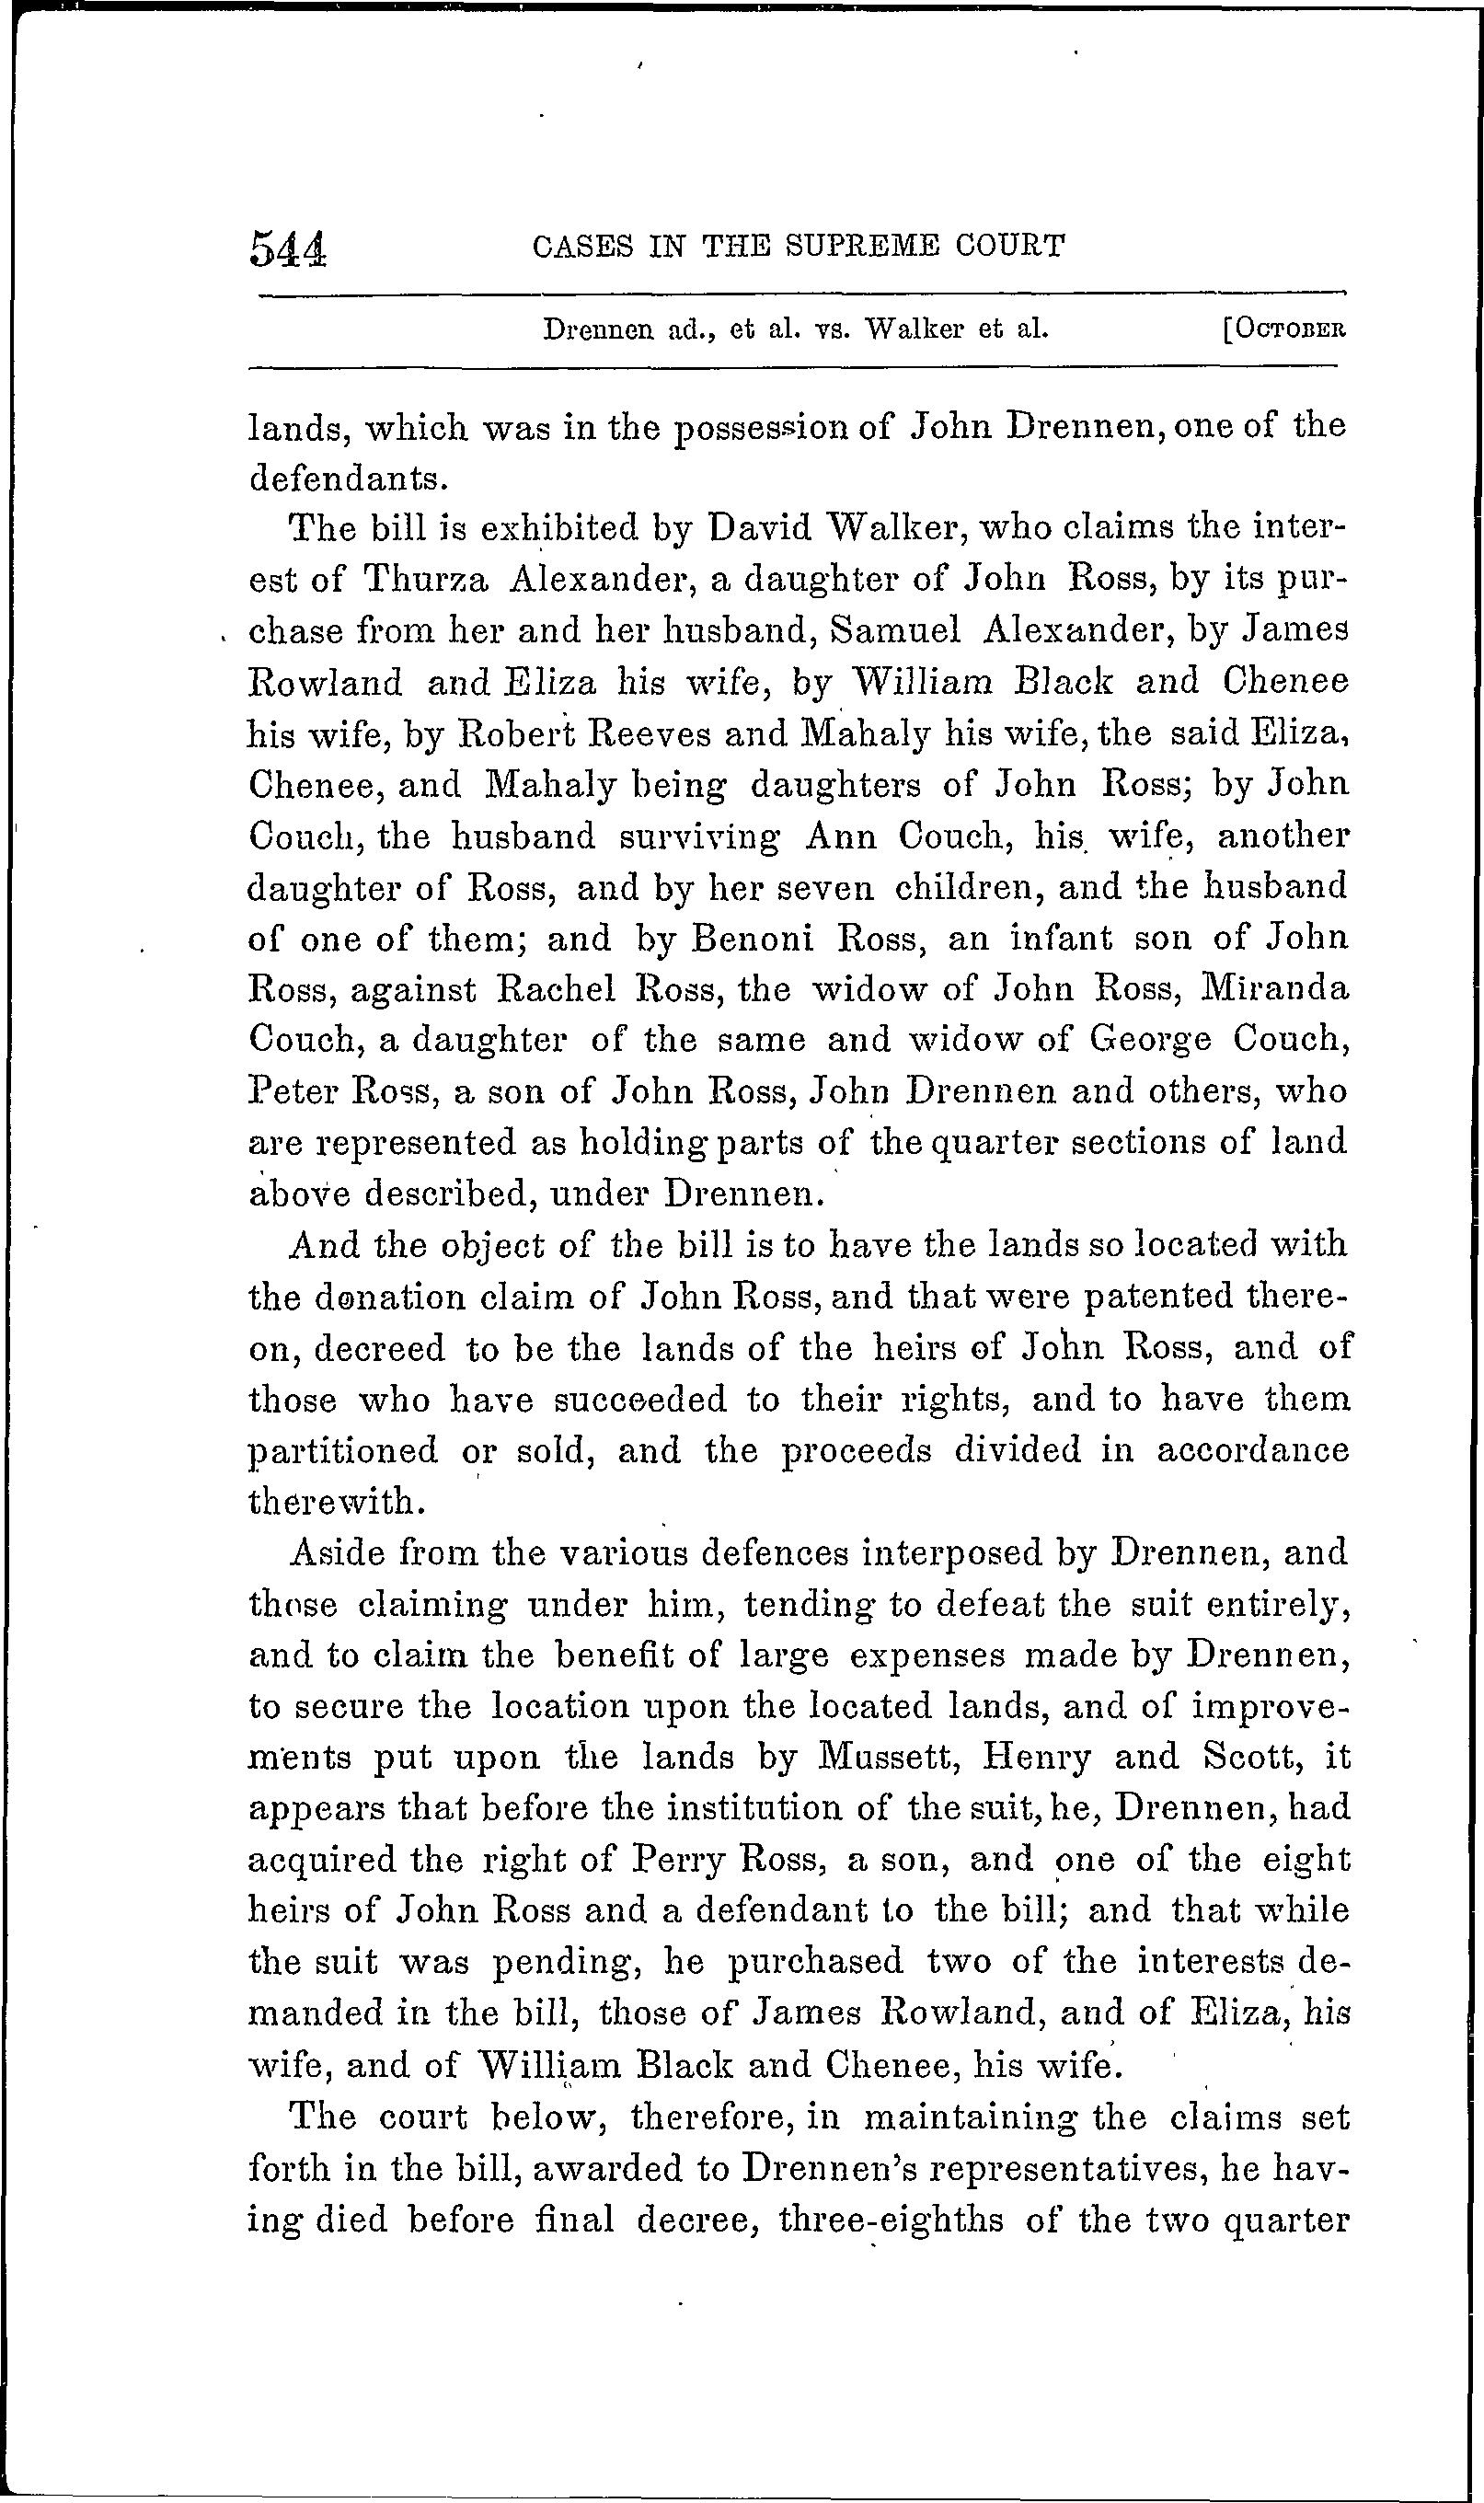 544 CASES IN THE SUPREME COURT
Drennen ad., et al. vs. Walker et al. [OCTOBER
lands, which was in the possession of John Drennen, one of the
defendants.
The bill is exhibited by David Walker, who claims the inter-
est of Thurza Alexander, a daughter of John Ross, by its pur-
chase from her and her husband, Samuel Alexander, by James
Rowland and Eliza his wife, by William Black and Chenee
his wife, by Robert Reeves and Mahaly his wife, the said Eliza,
Chenee, and Mahaly being daughters of John Ross; by John
Couch, the husband surviving Ann Couch, his wife, another
daughter of Ross, and by her seven children, and the husband
of one of them; and by Benoni Ross, an infant son of John
Ross, against Rachel Ross, the widow of John Ross, Miranda
Couch, a daughter of the same and widow of George Couch,
Peter Ross, a son of John Ross, John Drennen and others, who
are represented as holding parts of the quarter sections of land
above described, under Drennen.
And the object of the bill is to have the lands so located with
the donation claim of John Ross, and that were patented there-
on, decreed to be the lands of the heirs of John Ross, and of
those who have succeeded to their rights, and to have them
partitioned or sold, and the proceeds divided in accordance
therewith.
Aside from the various defences interposed by Drennen, and
those claiming under him, tending to defeat the suit entirely,
and to claim the benefit of large expenses made by Drennen,
to secure the location upon the located lands, and of improve-
ments put upon the lands by Mussett, Henry and Scott, it
appears that before the institution of the suit, he, Drennen, had
acquired the right of Perry Ross, a son, and one of the eight
heirs of John Ross and a defendant to the bill; and that while
the suit was pending, he purchased two of the interests de-
manded in the bill, those of James Rowland, and of Eliza, his
wife, and of William Black and Chenee, his wife.
The court below, therefore, in maintaining the claims set
forth in the bill, awarded to Drennen's representatives, he hav-
ing died before final decree, three-eighths of the two quarter